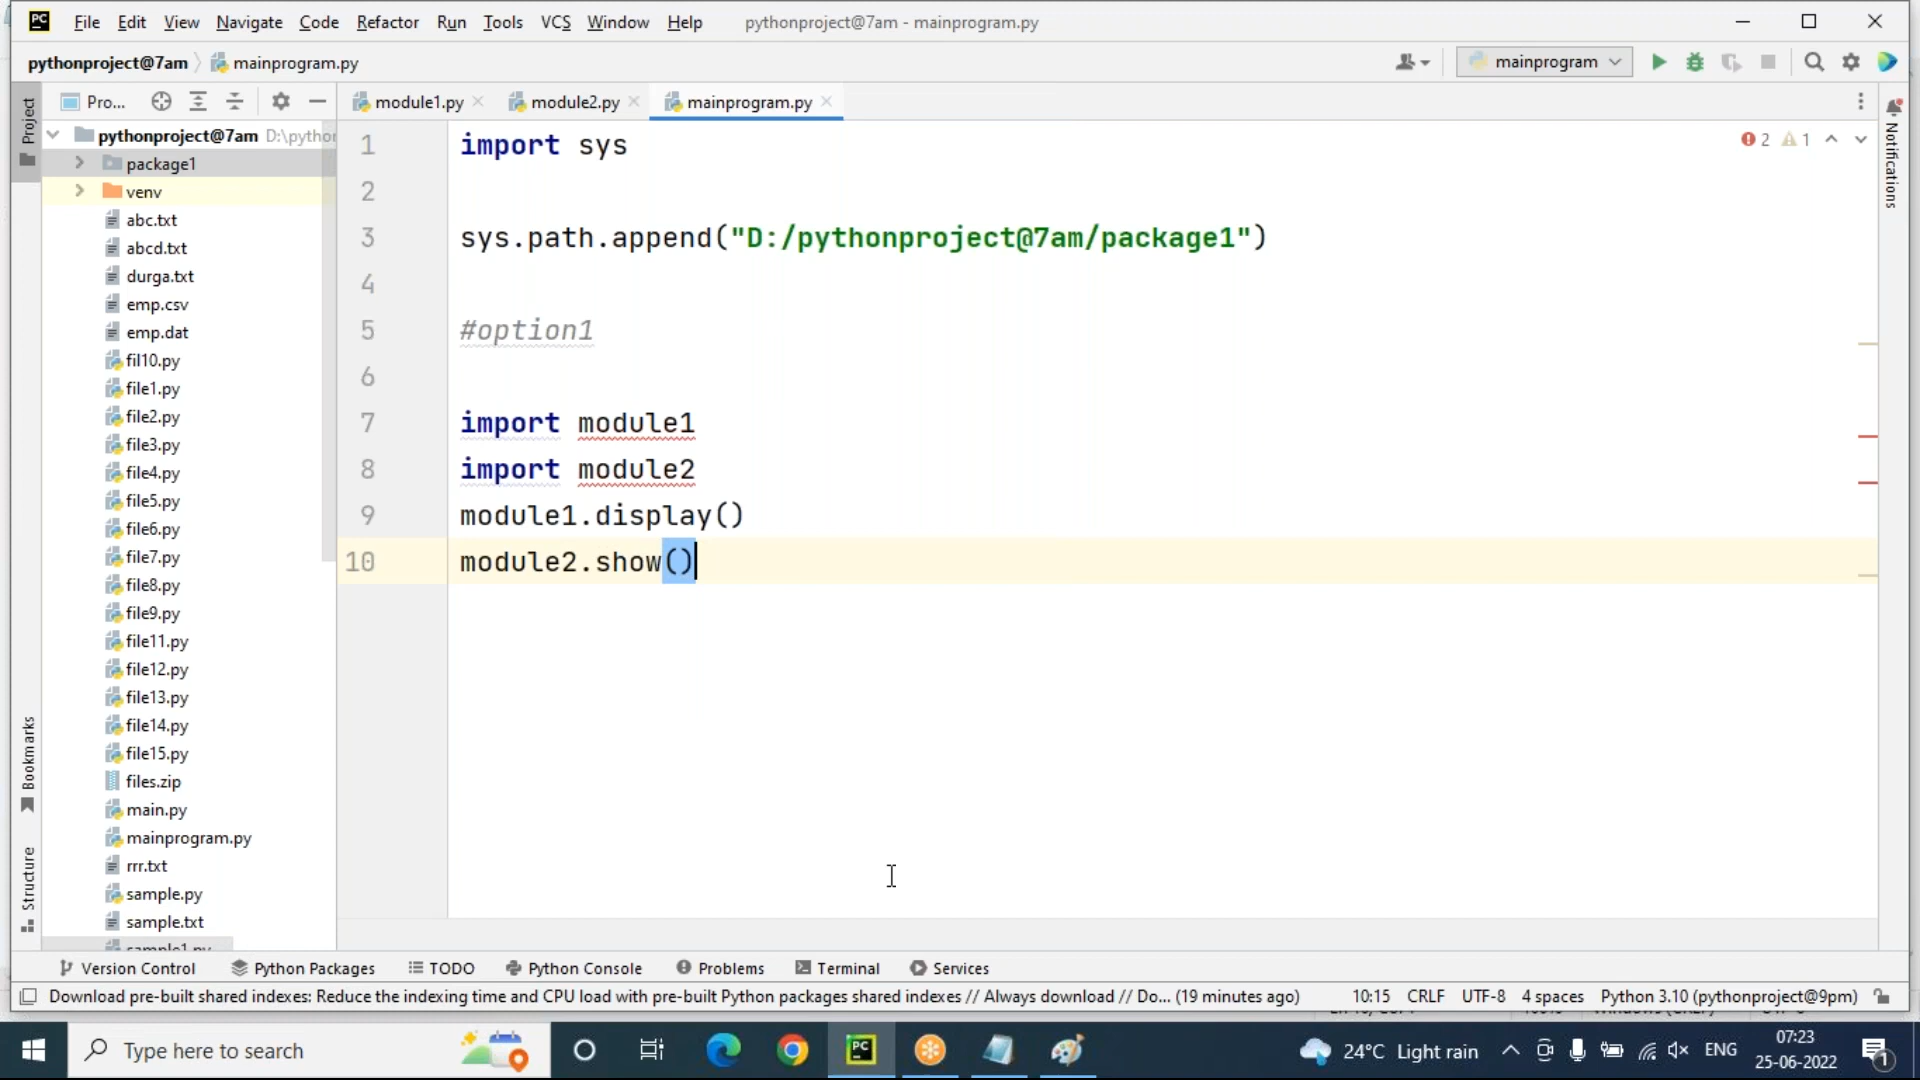 PC File Edit View Navigate Code Refactor Run Tools VCS Window Help pythonproject@7am - mainprogram.py
pythonproject@7am mainprogram.py mainprogram
Project
Pro... module1.py module2.py mainprogram.py
pythonproject@7am D:\pytho
package1
venv
abc.txt
abcd.txt
durga.txt
emp.csv
emp.dat
fil10.py
file1.py
file2.py
file3.py
file4.py
file5.py
file6.py
file7.py
file8.py
file9.py
file11.py
file12.py
file13.py
file14.py
file15.py
files.zip
main.py
mainprogram.py
rrr.txt
sample.py
sample.txt
sample1.py
Bookmarks
Structure
1 import sys
2
3 sys.path.append("D:/pythonproject@7am/package1")
4
5 #option1
6
7 import module1
8 import module2
9 module1.display()
10 module2.show()
2 1
Notifications
Version Control Python Packages TODO Python Console Problems Terminal Services
Download pre-built shared indexes: Reduce the indexing time and CPU load with pre-built Python packages shared indexes // Always download // Do... (19 minutes ago) 10:15 CRLF UTF-8 4 spaces Python 3.10 (pythonproject@9pm)
Type here to search PC 24°C Light rain ENG 07:23
25-06-2022 1